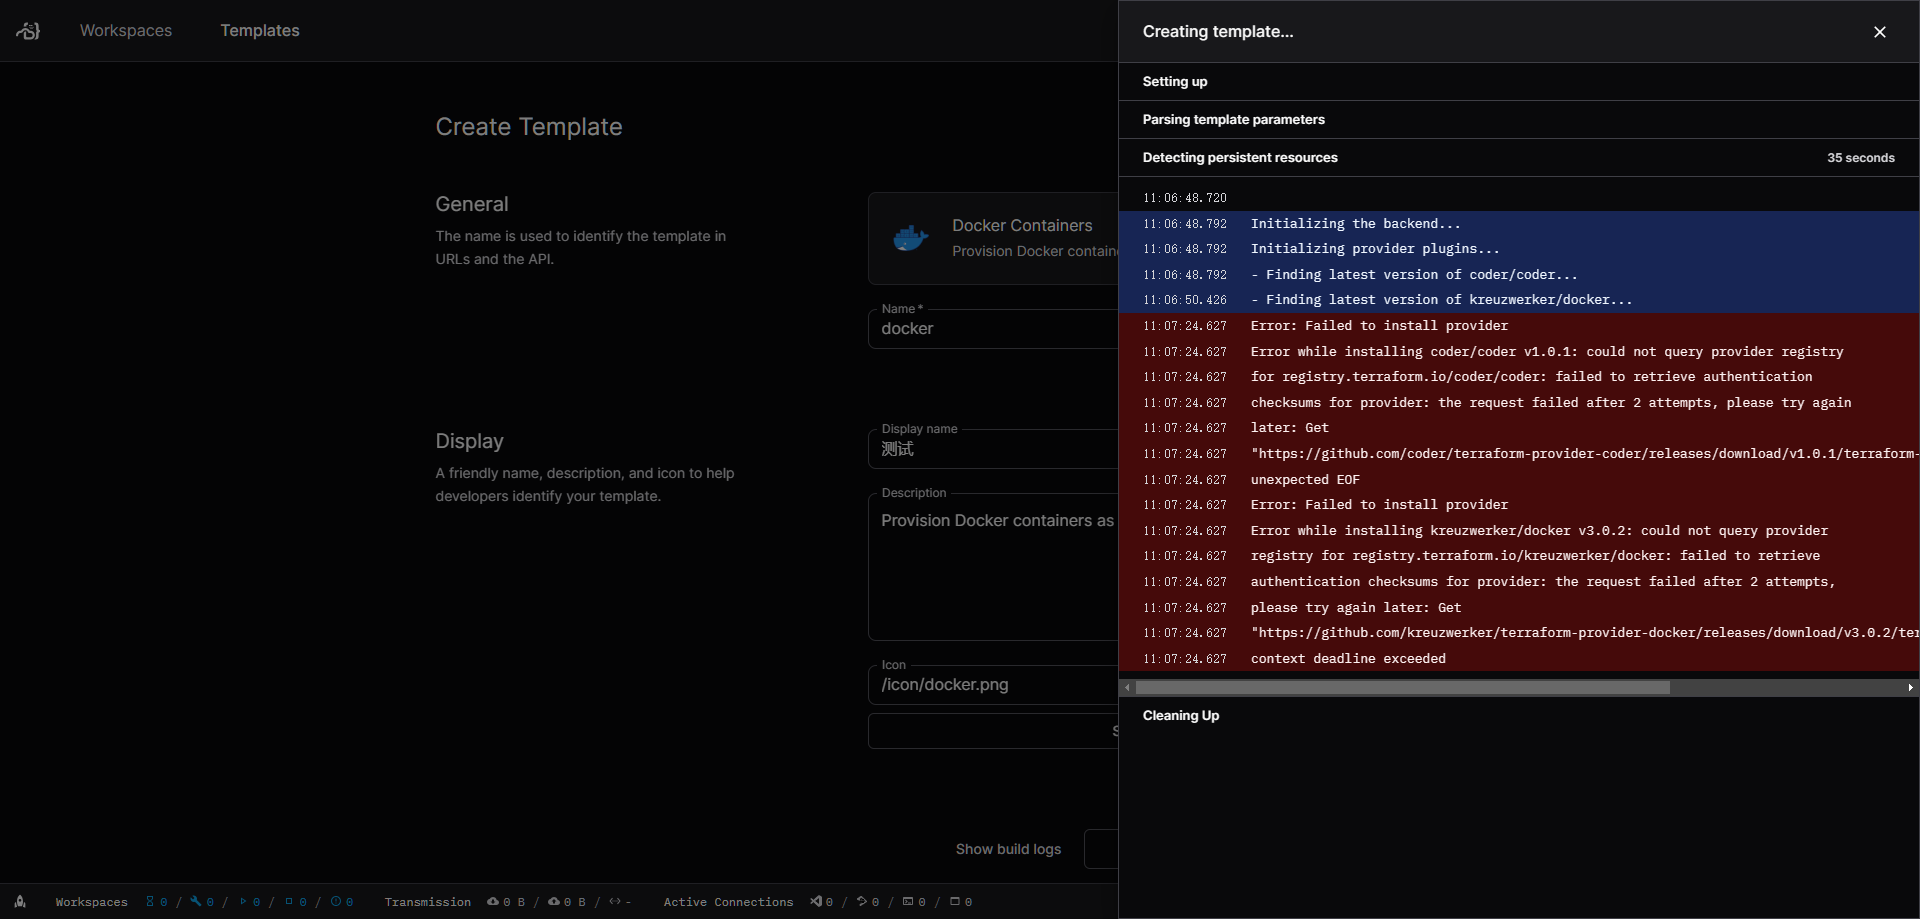 Workspaces
Templates
Create Template
General
The name is used to identify the template in
URLs and the API.
Docker Containers
Provision Docker contain
Name *
docker
Display
A friendly name, description, and icon to help
developers identify your template.
Display name
测试
Description
Provision Docker containers as
Icon
/icon/docker.png
Show build logs
Workspaces 0 / 0 / 0 / 0 / 0 Transmission 0 B / 0 B / - Active Connections 0 / 0 / 0 / 0
Creating template...
Setting up
Parsing template parameters
Detecting persistent resources 35 seconds
11:06:48.720
11:06:48.792 Initializing the backend...
11:06:48.792 Initializing provider plugins...
11:06:48.792 - Finding latest version of coder/coder...
11:06:50.426 - Finding latest version of kreuzwerker/docker...
11:07:24.627 Error: Failed to install provider
11:07:24.627 Error while installing coder/coder v1.0.1: could not query provider registry
11:07:24.627 for registry.terraform.io/coder/coder: failed to retrieve authentication
11:07:24.627 checksums for provider: the request failed after 2 attempts, please try again
11:07:24.627 later: Get
11:07:24.627 "https://github.com/coder/terraform-provider-coder/releases/download/v1.0.1/terraform-
11:07:24.627 unexpected EOF
11:07:24.627 Error: Failed to install provider
11:07:24.627 Error while installing kreuzwerker/docker v3.0.2: could not query provider
11:07:24.627 registry for registry.terraform.io/kreuzwerker/docker: failed to retrieve
11:07:24.627 authentication checksums for provider: the request failed after 2 attempts,
11:07:24.627 please try again later: Get
11:07:24.627 "https://github.com/kreuzwerker/terraform-provider-docker/releases/download/v3.0.2/ter
11:07:24.627 context deadline exceeded
Cleaning Up